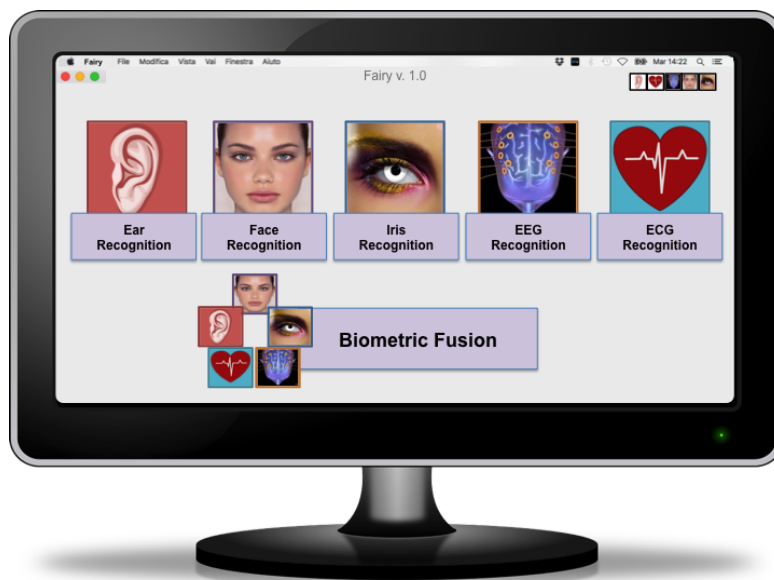 Fairy File Modifica Vista Vai Finestra Aiuto Mar 14:22
Fairy v. 1.0
Ear
Recognition
Face
Recognition
Iris
Recognition
EEG
Recognition
ECG
Recognition
Biometric Fusion